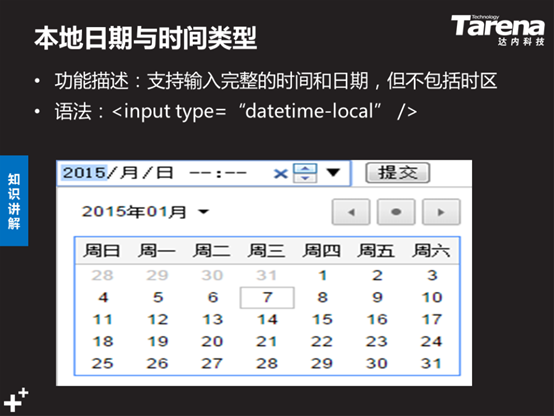 本地日期与时间类型
Technology
Tarena
达内科技
• 功能描述：支持输入完整的时间和日期，但不包括时区
• 语法：<input type=“datetime-local” />
知识讲解
2015/月/日 --:-- × ▼ 提交
2015年01月 ▼
周日 周一 周二 周三 周四 周五 周六
28 29 30 31 1 2 3
4 5 6 7 8 9 10
11 12 13 14 15 16 17
18 19 20 21 22 23 24
25 26 27 28 29 30 31